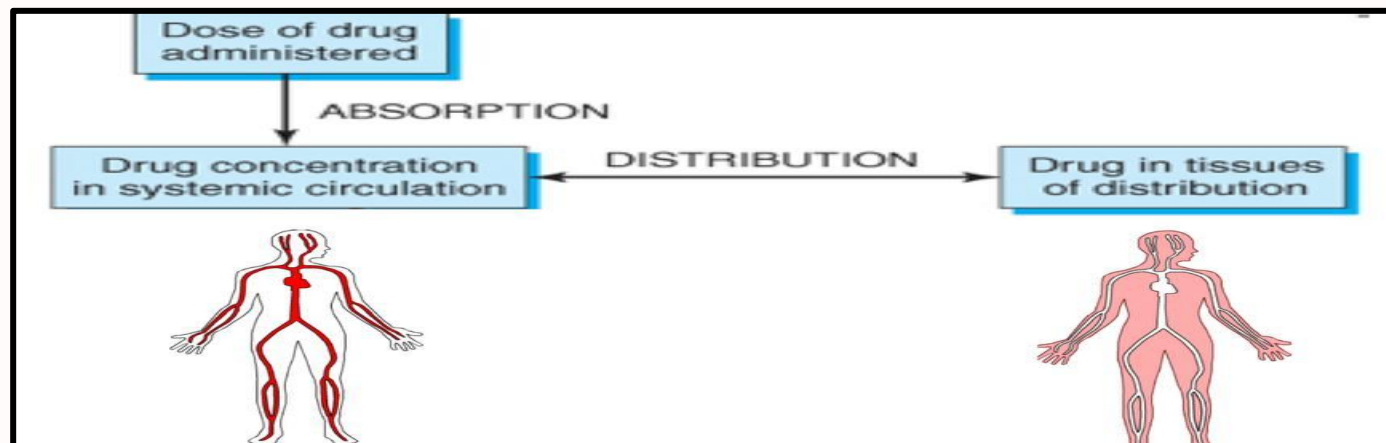 Dose of drug
administered
ABSORPTION
Drug concentration
in systemic circulation
DISTRIBUTION
Drug in tissues
of distribution